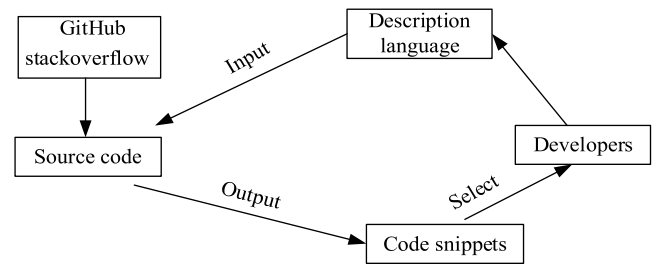 GitHub
stackoverflow
Description
language
Input
Source code
Developers
Output
Select
Code snippets